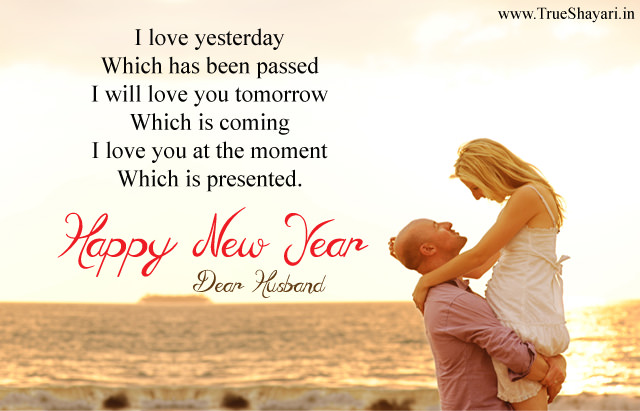 www.TrueShayari.in
I love yesterday
Which has been passed
I will love you tomorrow
Which is coming
I love you at the moment
Which is presented.
Happy New Year
Dear Husband